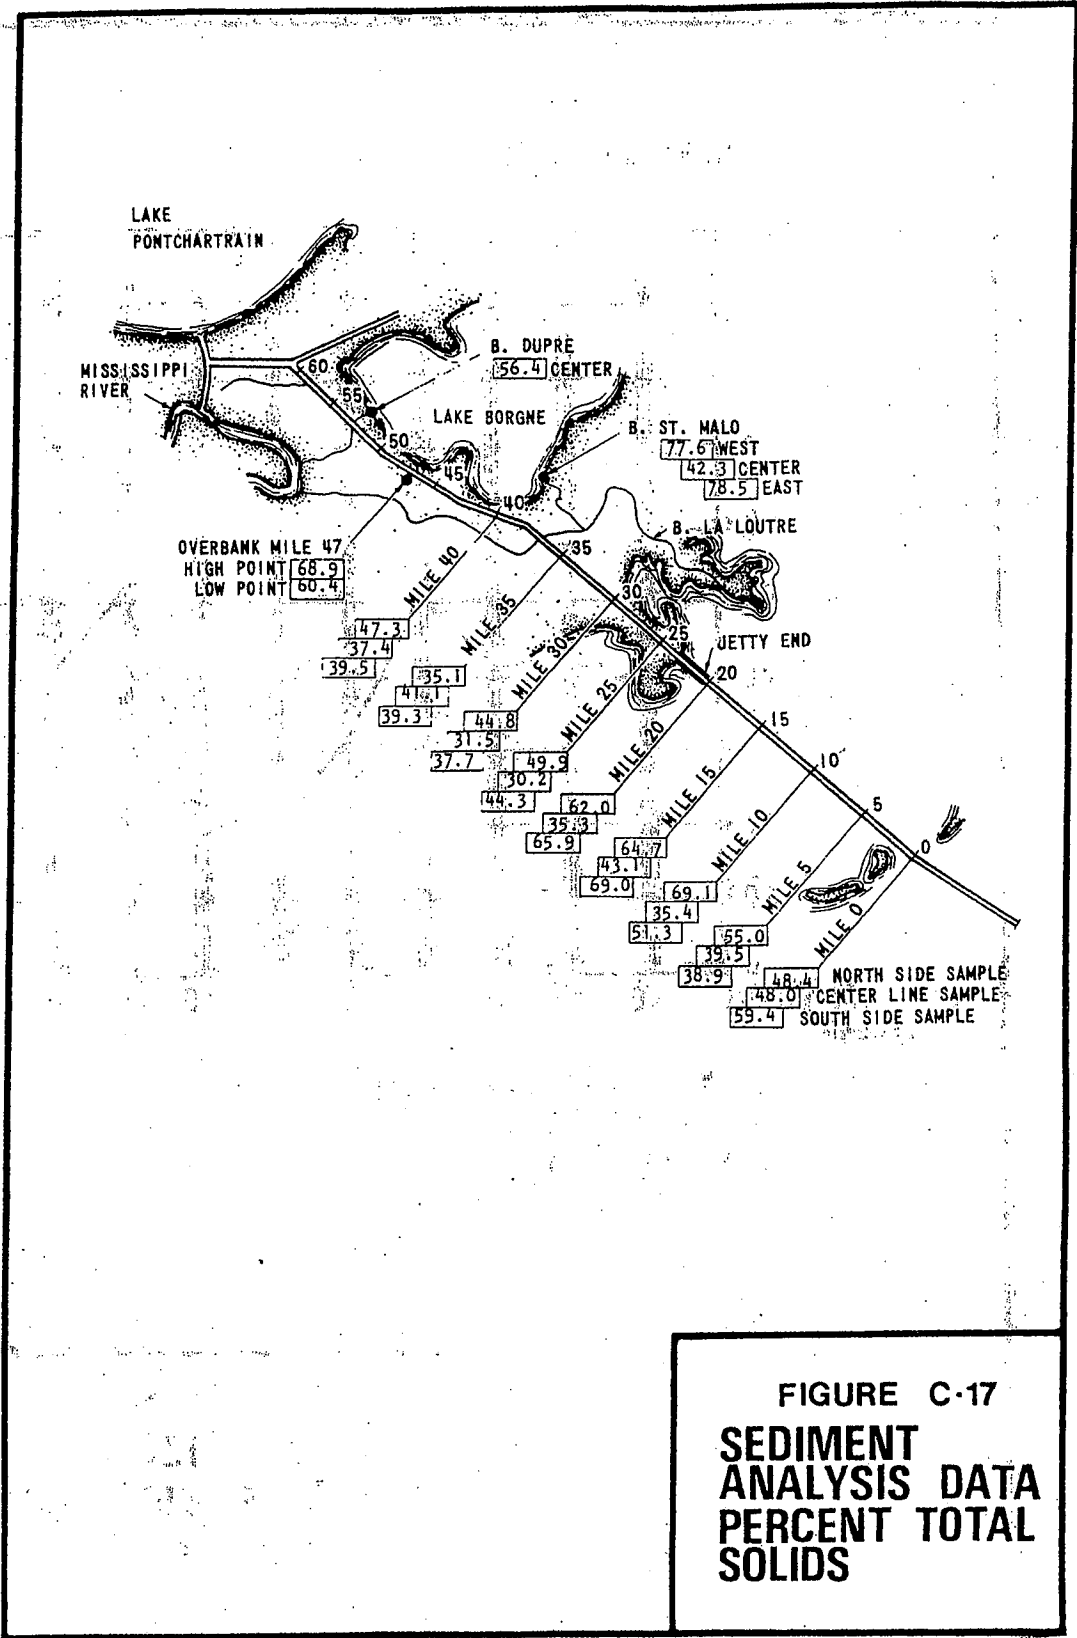 LAKE
PONTCHARTRAIN
MISSISSIPPI
RIVER
60
55
50
45
40
35
30
25
20
15
10
5
0
B. DUPRE
56.4 CENTER
LAKE BORGNE
B. ST. MALO
77.6 WEST
42.3 CENTER
78.5 EAST
B. LA LOUTRE
JETTY END
OVERBANK MILE 47
HIGH POINT 68.9
LOW POINT 60.4
MILE 40
47.3
37.4
39.5
MILE 35
35.1
41.1
39.3
MILE 30
44.8
31.5
37.7
MILE 25
49.9
30.2
44.3
MILE 20
62.0
35.3
65.9
MILE 15
64.7
43.1
69.0
MILE 10
69.1
35.4
51.3
MILE 5
55.0
39.5
38.9
MILE 0
48.4 NORTH SIDE SAMPLE
48.0 CENTER LINE SAMPLE
59.4 SOUTH SIDE SAMPLE
FIGURE C-17
SEDIMENT
ANALYSIS DATA
PERCENT TOTAL
SOLIDS